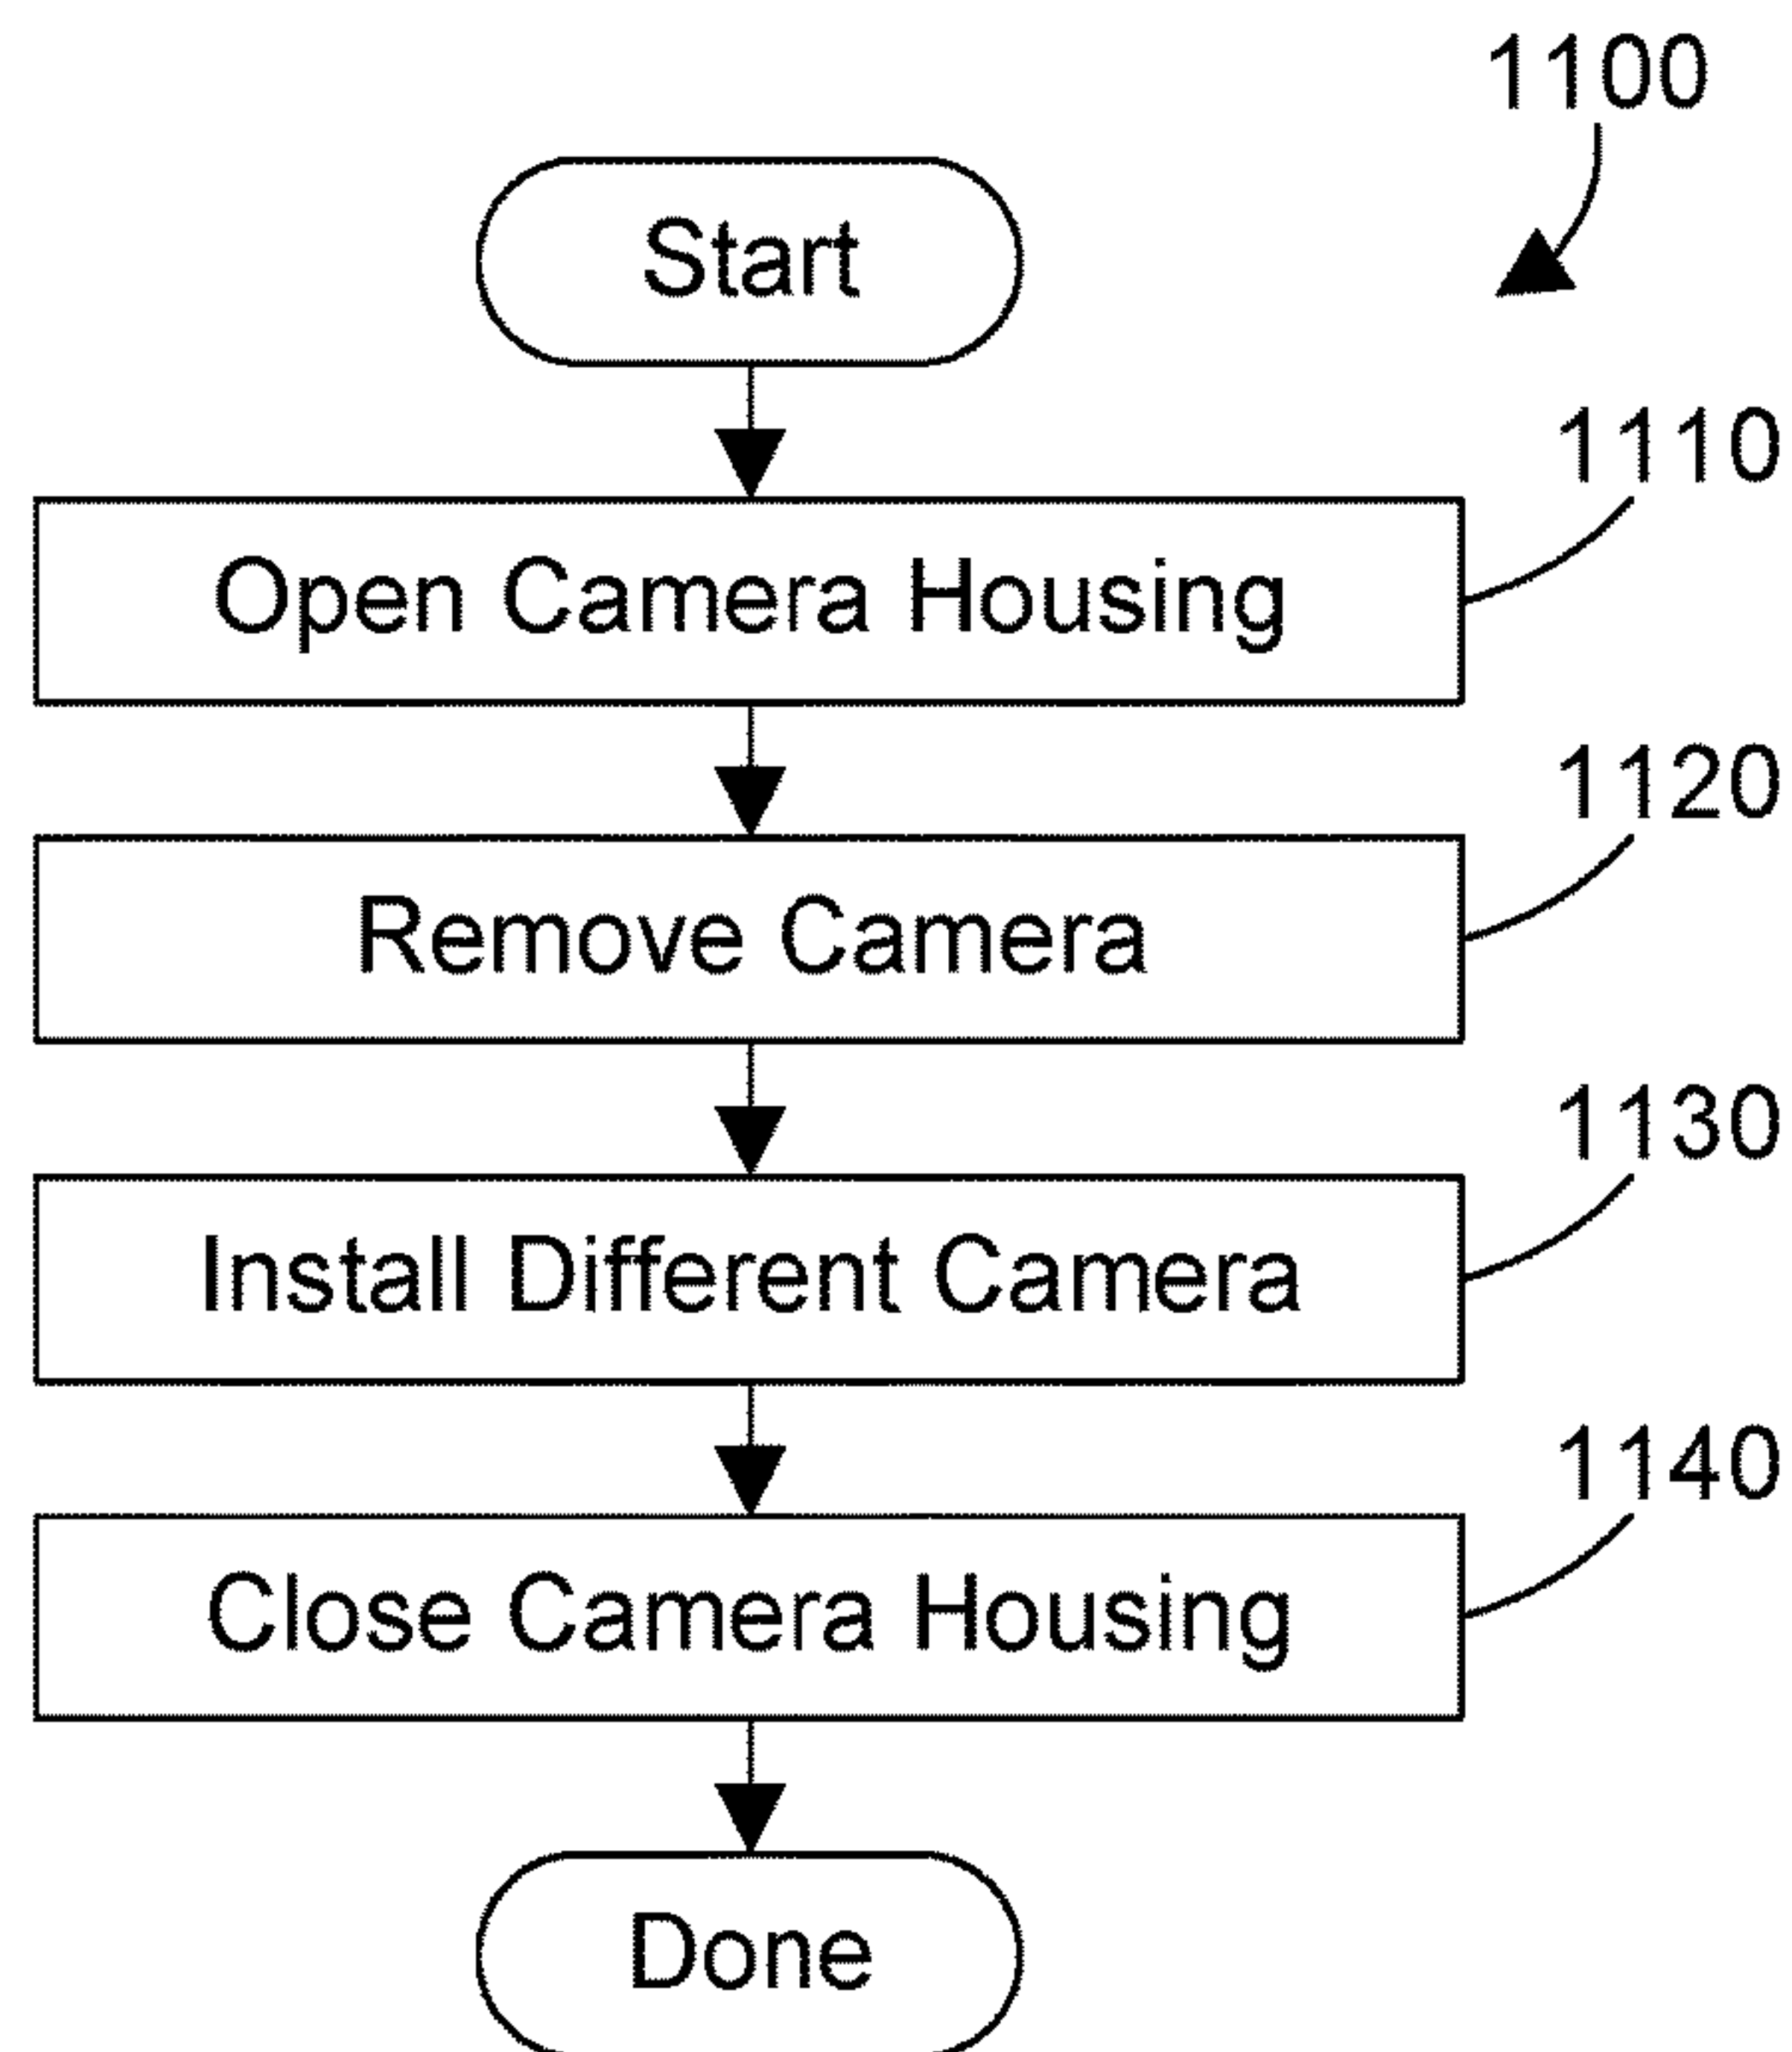 1100
Start
1110
Open Camera Housing
1120
Remove Camera
1130
Install Different Camera
1140
Close Camera Housing
Done